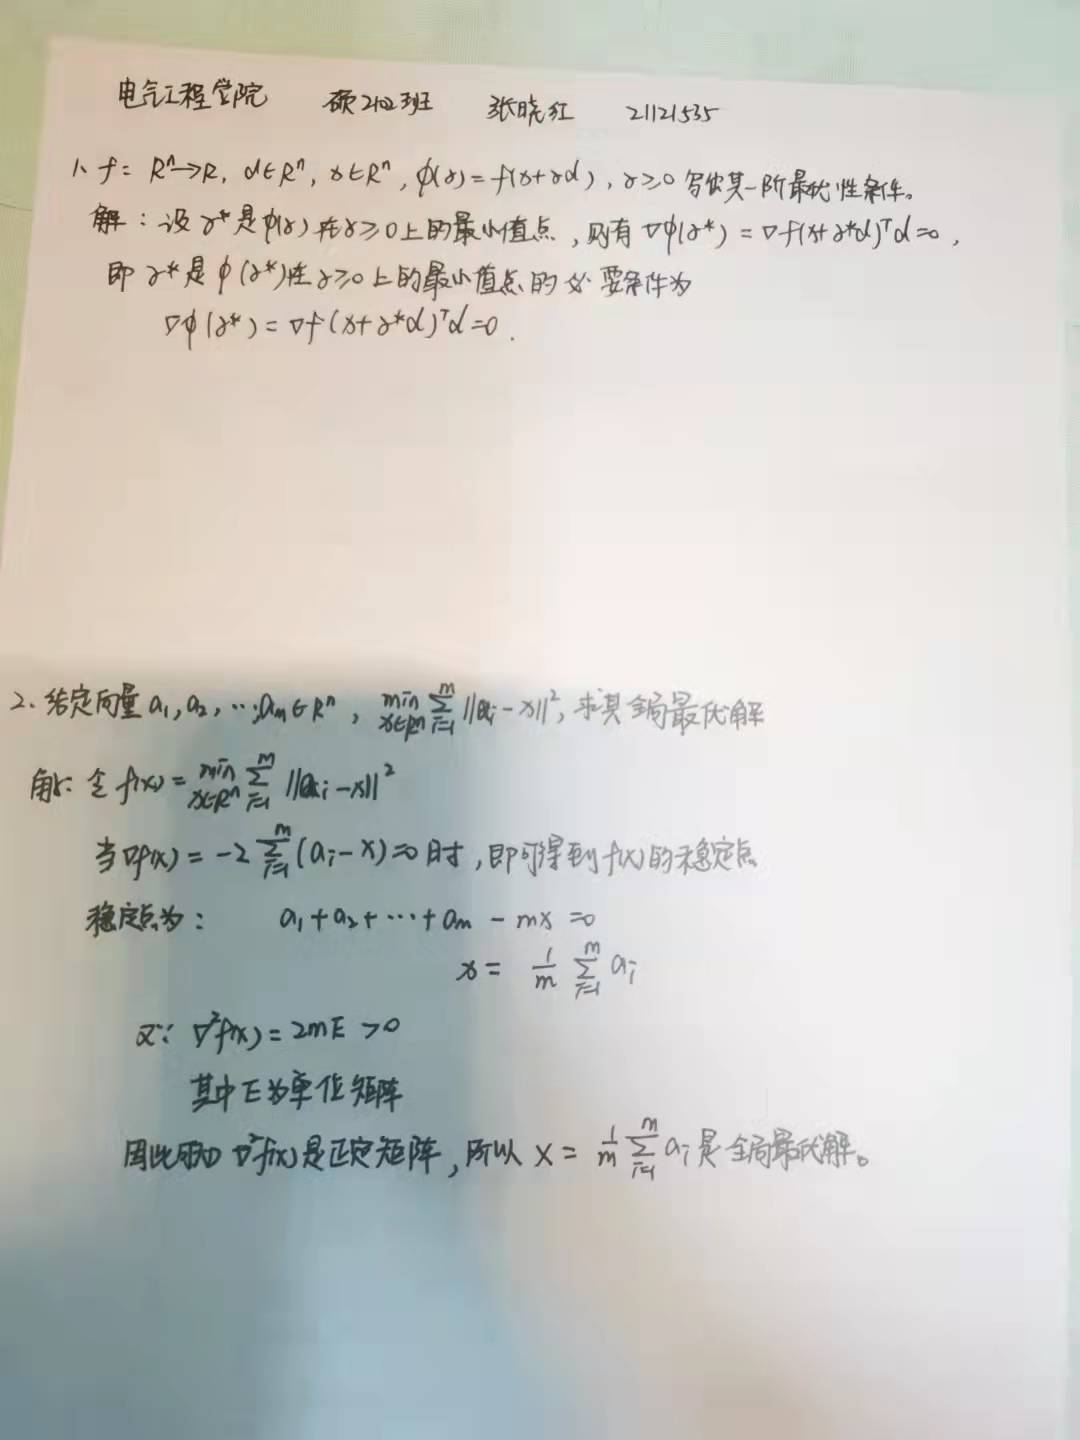 电气工程学院 硕2102班 张晓红 21121535
1、f: Rⁿ→R, d∈Rⁿ, x∈Rⁿ, φ(γ)=f(x+γd), γ≥0 写出其一阶最优性条件。
解：设γ*是φ(γ)在γ≥0上的最小值点，则有∇φ(γ*)=∇f(x+γ*d)ᵀd=0，
即γ*是φ(γ*)在γ≥0上的最小值点的必要条件为
∇φ(γ*)=∇f(x+γ*d)ᵀd=0.
2、给定向量a₁,a₂,…,aₘ∈Rⁿ, min_{x∈Rⁿ} Σ_{i=1}^{m} ||aᵢ-x||², 求其全局最优解
解：令f(x)=min_{x∈Rⁿ} Σ_{i=1}^{m} ||aᵢ-x||²
当∇f(x)=-2 Σ_{i=1}^{m} (aᵢ-x)=0时，即可得到f(x)的稳定点
稳定点为： a₁+a₂+…+aₘ-mx=0
x= 1/m Σ_{i=1}^{m} aᵢ
又∵ ∇²f(x)=2mE>0
其中E为单位矩阵
因此 ∇²f(x)是正定矩阵，所以x= 1/m Σ_{i=1}^{m} aᵢ是全局最优解。